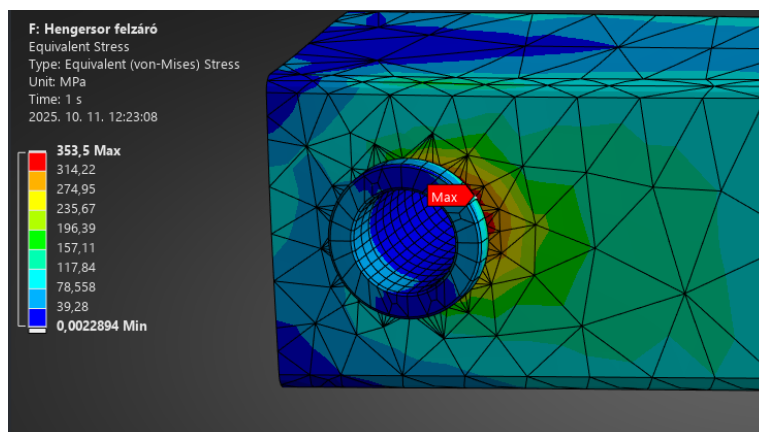 F: Hengersor felzáró
Equivalent Stress
Type: Equivalent (von-Mises) Stress
Unit: MPa
Time: 1 s
2025. 10. 11. 12:23:08
353,5 Max
314,22
274,95
235,67
196,39
157,11
117,84
78,558
39,28
0,0022894 Min
Max